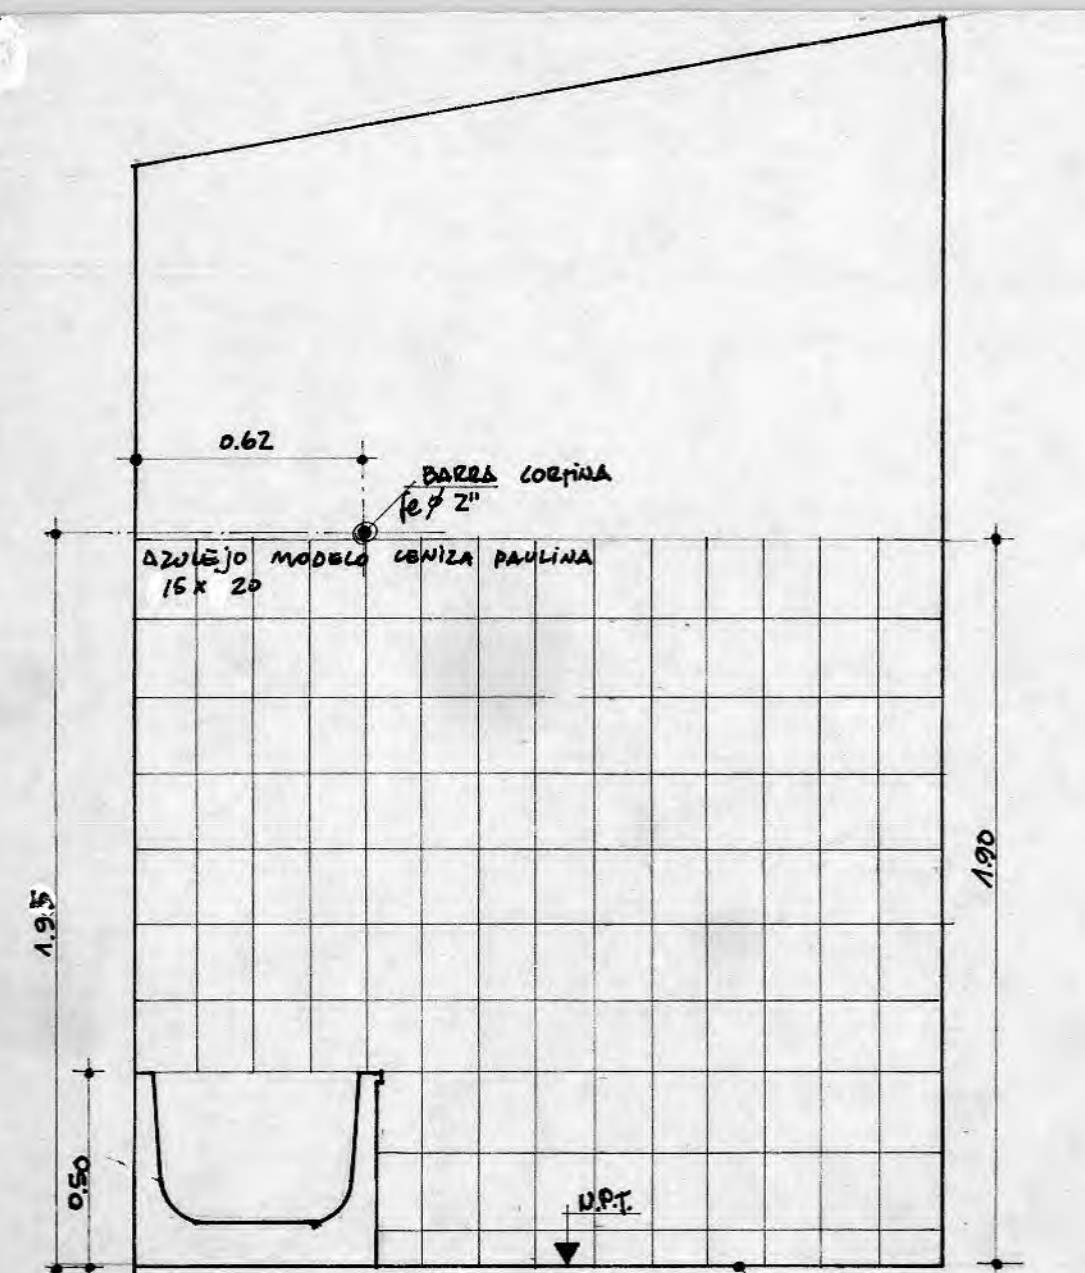 0.62
BARRA CORTINA
fe ϕ 2"
AZULEJO MODELO CENIZA PAULINA
15 x 20
1.95
1.90
0.50
N.P.T.